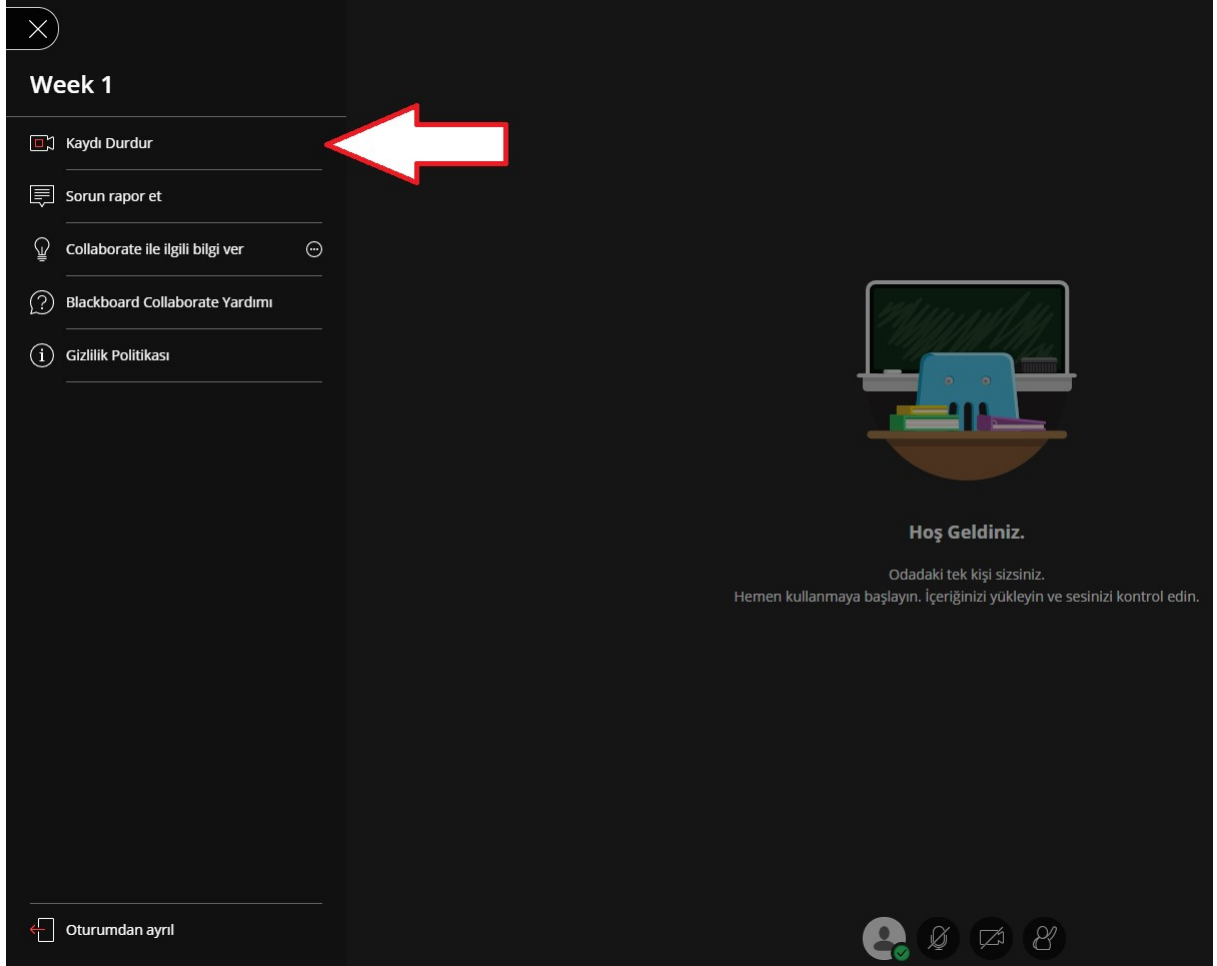 Week 1
Kaydı Durdur
Sorun rapor et
Collaborate ile ilgili bilgi ver
Blackboard Collaborate Yardımı
Gizlilik Politikası
Hoş Geldiniz.
Odadaki tek kişi sizsiniz.
Hemen kullanmaya başlayın. İçeriğinizi yükleyin ve sesinizi kontrol edin.
Oturumdan ayrıl